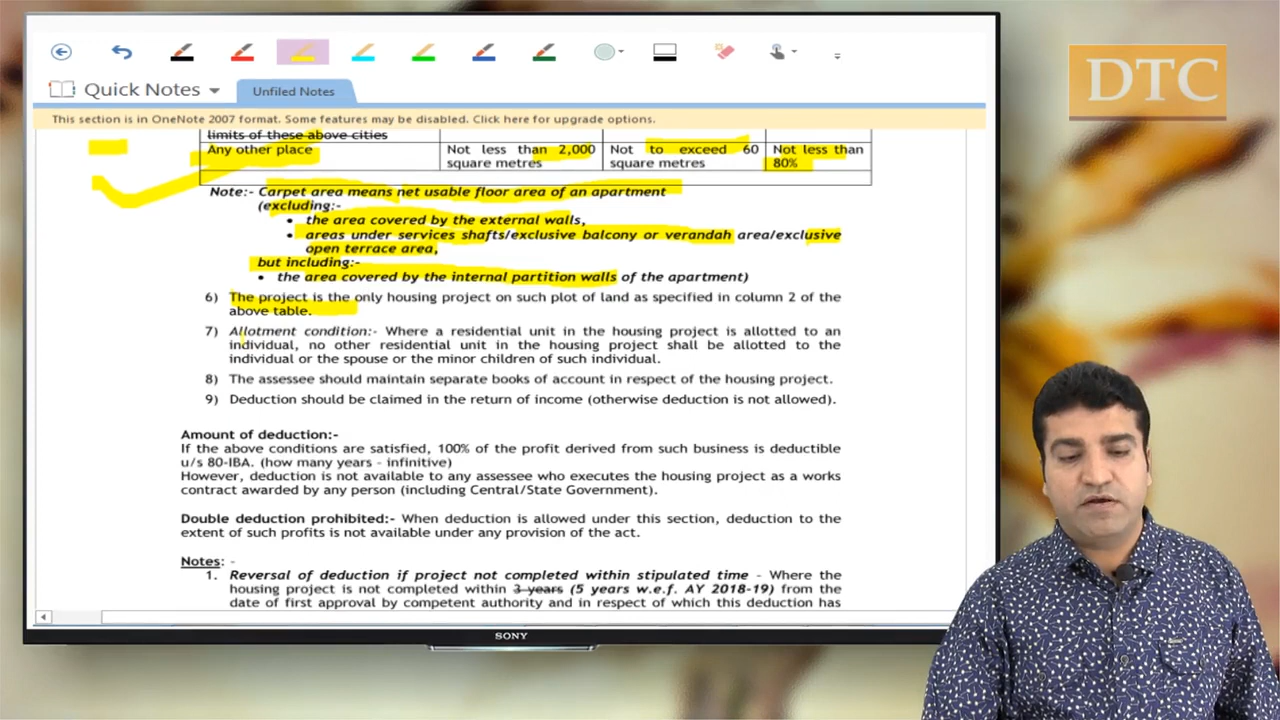 DTC
Quick Notes
Unfiled Notes
This section is in OneNote 2007 format. Some features may be disabled. Click here for upgrade options.
limits of these above cities
Any other place
Not less than 2,000 square metres
Not to exceed 60 square metres
Not less than 80%
Note:- Carpet area means net usable floor area of an apartment
(excluding:-
• the area covered by the external walls,
• areas under services shafts/exclusive balcony or verandah area/exclusive
open terrace area,
but including:-
• the area covered by the internal partition walls of the apartment)
6) The project is the only housing project on such plot of land as specified in column 2 of the
above table.
7) Allotment condition:- Where a residential unit in the housing project is allotted to an
individual, no other residential unit in the housing project shall be allotted to the
individual or the spouse or the minor children of such individual.
8) The assessee should maintain separate books of account in respect of the housing project.
9) Deduction should be claimed in the return of income (otherwise deduction is not allowed).
Amount of deduction:-
If the above conditions are satisfied, 100% of the profit derived from such business is deductible
u/s 80-IBA. (how many years - infinitive)
However, deduction is not available to any assessee who executes the housing project as a works
contract awarded by any person (including Central/State Government).
Double deduction prohibited:- When deduction is allowed under this section, deduction to the
extent of such profits is not available under any provision of the act.
Notes: -
1. Reversal of deduction if project not completed within stipulated time - Where the
housing project is not completed within 3 years (5 years w.e.f. AY 2018-19) from the
date of first approval by competent authority and in respect of which this deduction has
SONY